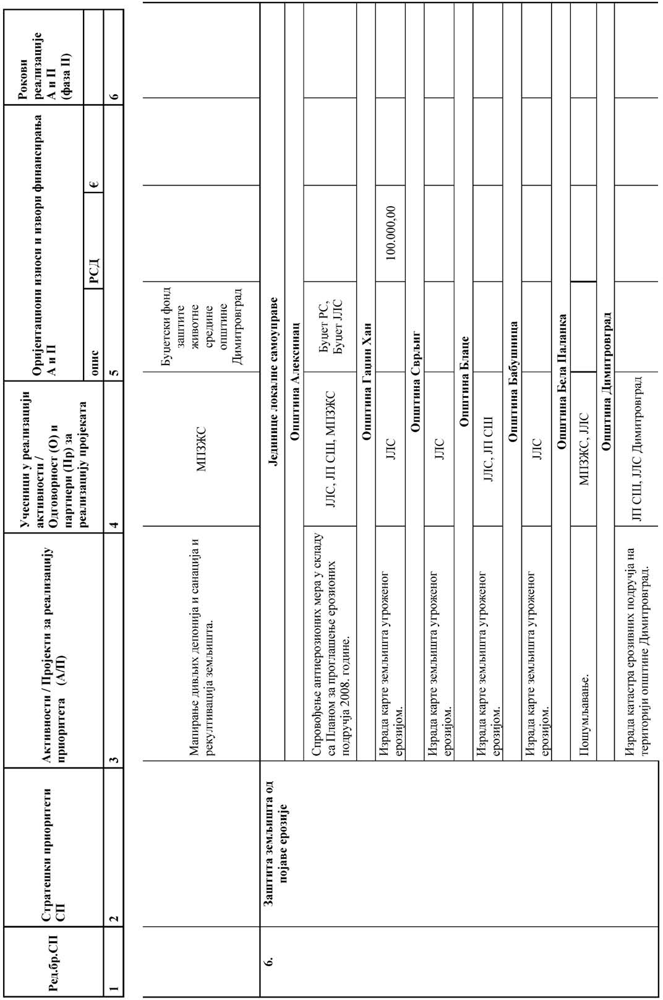 Ред.бр.СП
Стратешки приоритети
СП
Активности / Пројекти за реализацију
приоритета (А/П)
Учесници у реализацији
активности /
Одговорност (О) и
партнери (Пр) за
реализацију пројеката
Оријентациони износи и извори финансирања
А и П
опис
РСД
€
Рокови
реализације
А и П
(фаза II)
1
2
3
4
5
6
Мапирање дивљих депонија и санација и
рекултивација земљишта.
МПЗЖС
Буџетски фонд
заштите
животне
средине
општине
Димитровград
6.
Заштита земљишта од
појаве ерозије
Јединице локалне самоуправе
Општина Алексинац
Спровођење антиерозионих мера у складу
са Планом за проглашење ерозионих
подручја 2008. године.
ЈЛС, ЈП СШ, МПЗЖС
Буџет РС,
Буџет ЈЛС
Општина Гаџин Хан
Израда карте земљишта угроженог
ерозијом.
ЈЛС
100.000,00
Општина Сврљиг
Израда карте земљишта угроженог
ерозијом.
ЈЛС
Општина Блаце
Израда карте земљишта угроженог
ерозијом.
ЈЛС, ЈП СШ
Општина Бабушница
Израда карте земљишта угроженог
ерозијом.
ЈЛС
Општина Бела Паланка
Пошумљавање.
МПЗЖС, ЈЛС
Општина Димитровград
Израда катастра ерозивних подручја на
територији општине Димитровград.
ЈП СШ, ЈЛС Димитровград